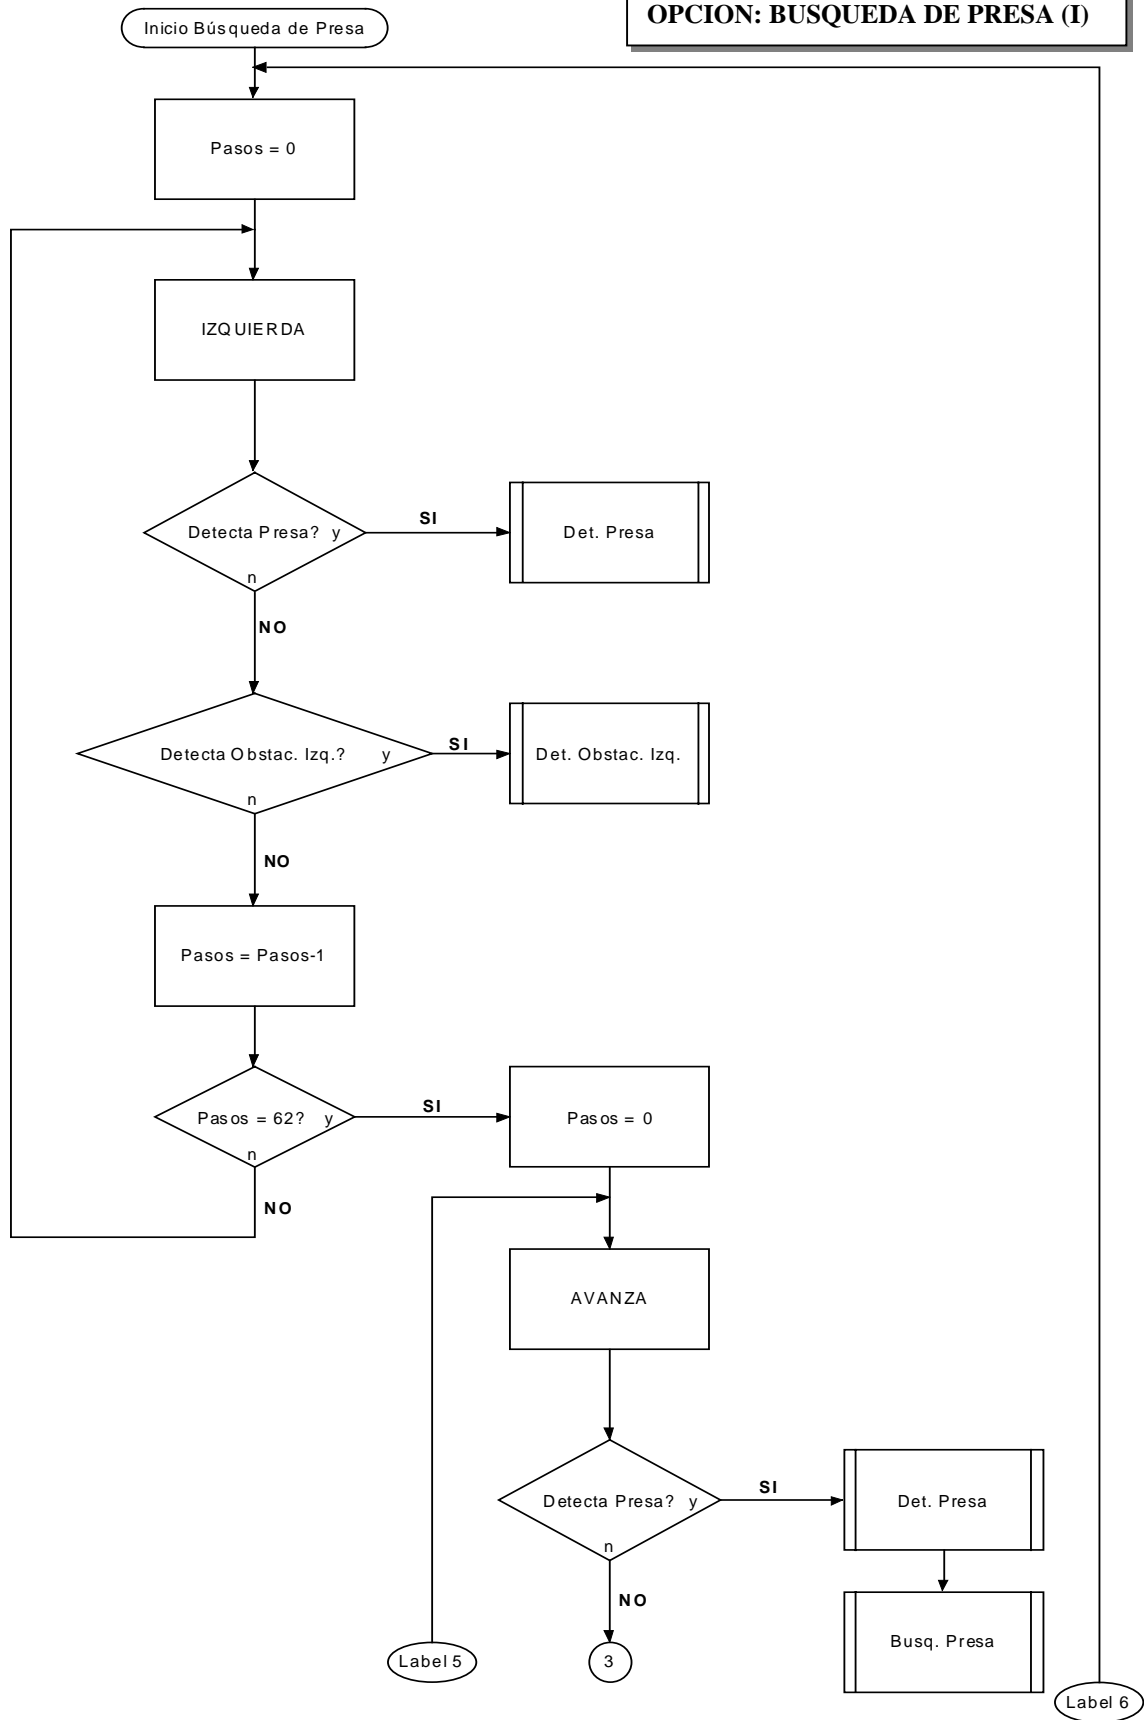 OPCION: BUSQUEDA DE PRESA (I)
Inicio Búsqueda de Presa
Pasos = 0
IZQUIERDA
Detecta Presa? y
SI
Det. Presa
n
NO
Detecta Obstac. Izq.? y
SI
Det. Obstac. Izq.
n
NO
Pasos = Pasos-1
Pasos = 62? y
SI
Pasos = 0
n
NO
AVANZA
Detecta Presa? y
SI
Det. Presa
n
NO
Busq. Presa
Label 5
3
Label 6